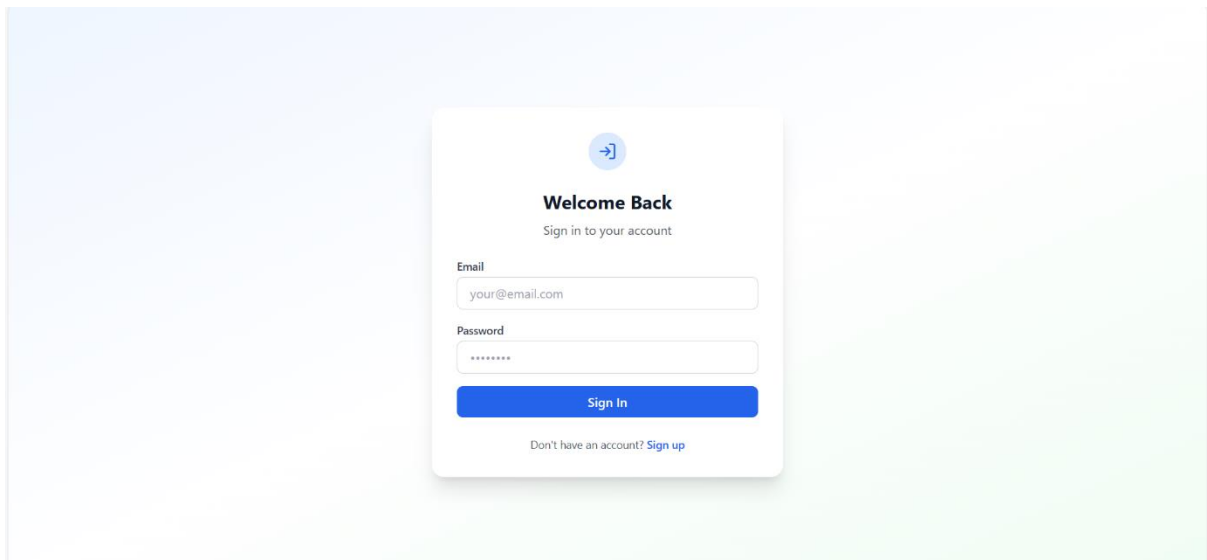 Welcome Back
Sign in to your account
Email
your@email.com
Password
••••••••
Sign In
Don't have an account? Sign up